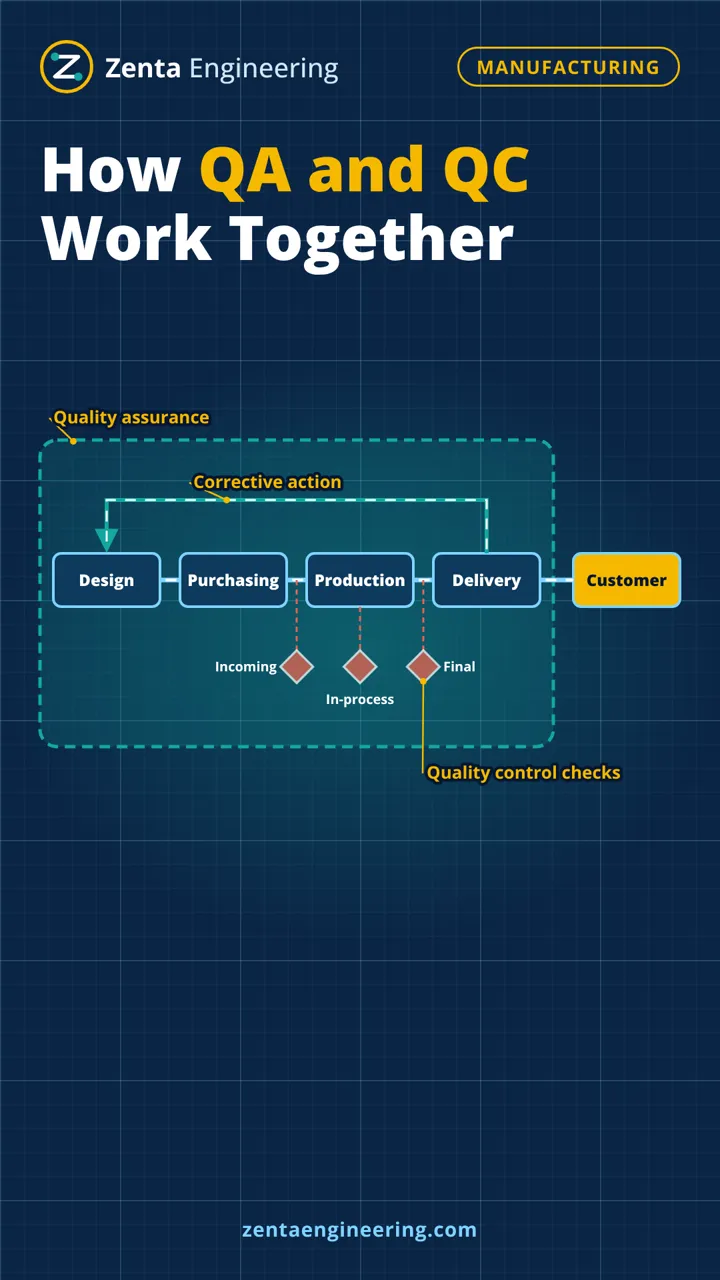 Zenta Engineering
MANUFACTURING
How QA and QC
Work Together
Quality assurance
Corrective action
Design
Purchasing
Production
Delivery
Customer
Incoming
In-process
Final
Quality control checks
zentaengineering.com